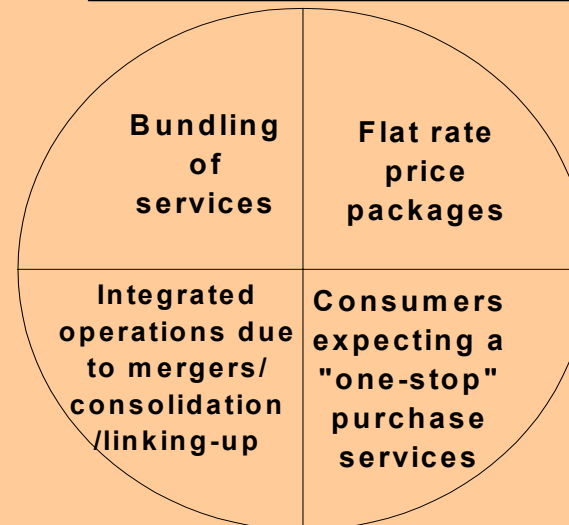 Bundling
of
services
Flat rate
price
packages
Integrated
operations due
to mergers/
consolidation
/linking-up
Consumers
expecting a
"one-stop"
purchase
services